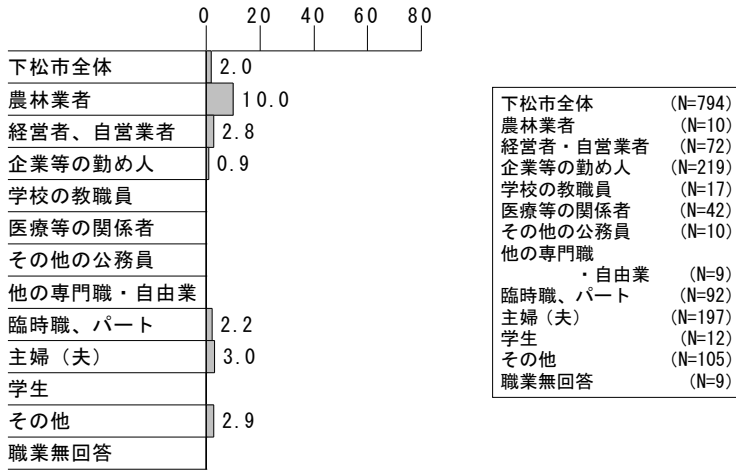 0 20 40 60 80
下松市全体 2.0
農林業者 10.0
経営者、自営業者 2.8
企業等の勤め人 0.9
学校の教職員
医療等の関係者
その他の公務員
他の専門職・自由業
臨時職、パート 2.2
主婦（夫） 3.0
学生
その他 2.9
職業無回答
下松市全体 (N=794)
農林業者 (N=10)
経営者・自営業者 (N=72)
企業等の勤め人 (N=219)
学校の教職員 (N=17)
医療等の関係者 (N=42)
その他の公務員 (N=10)
他の専門職
・自由業 (N=9)
臨時職、パート (N=92)
主婦（夫） (N=197)
学生 (N=12)
その他 (N=105)
職業無回答 (N=9)